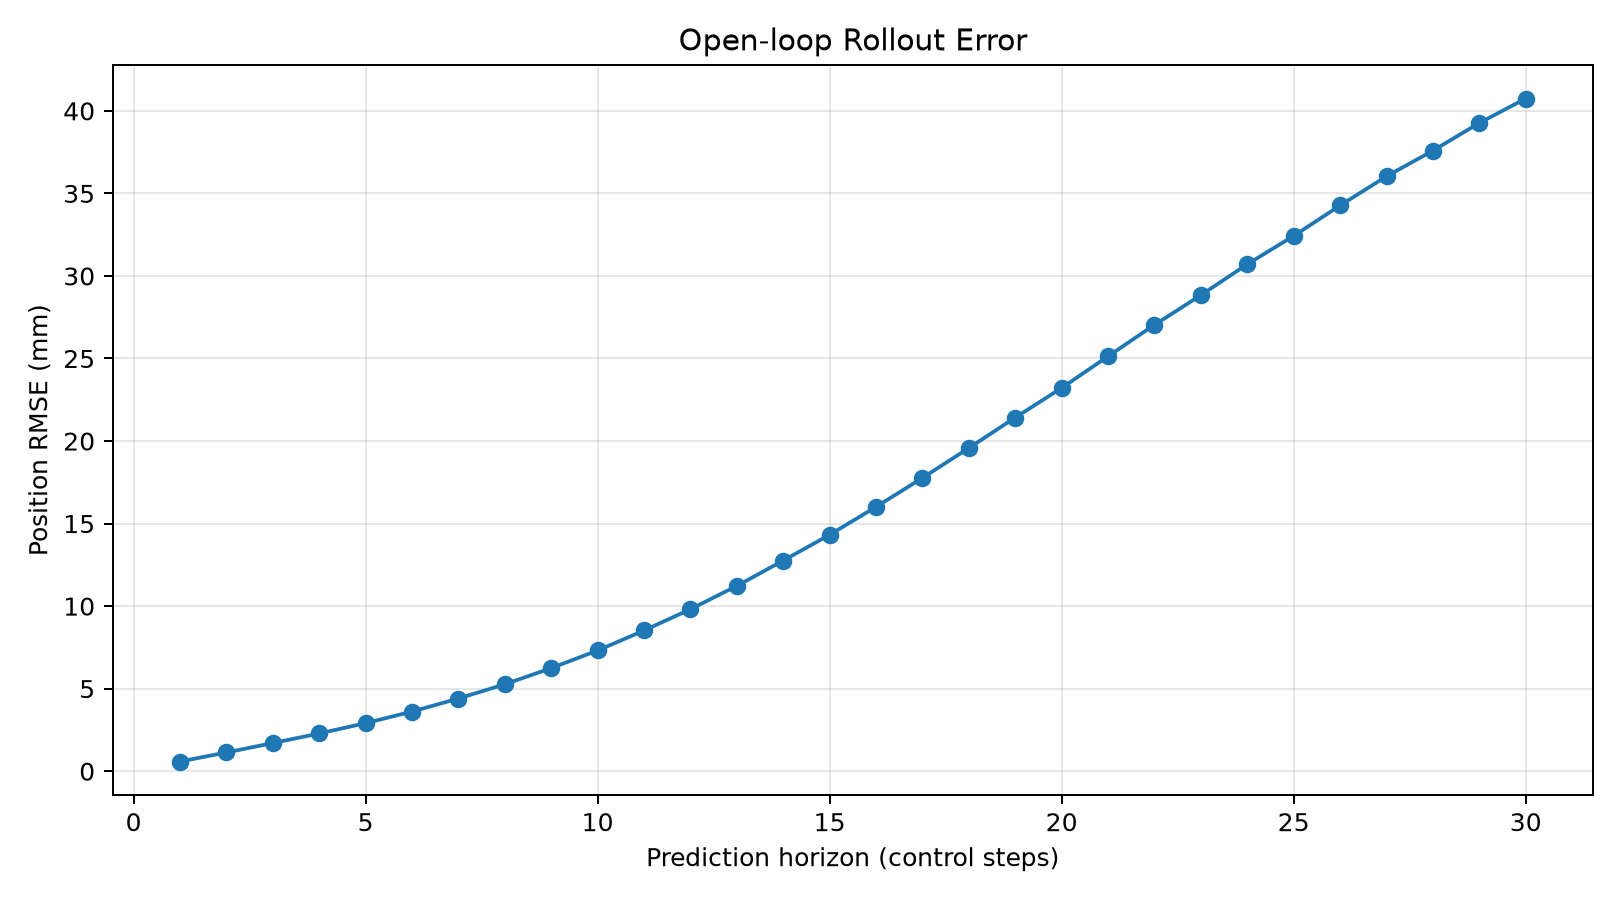 Open-loop Rollout Error
Position RMSE (mm)
40
35
30
25
20
15
10
5
0
0 5 10 15 20 25 30
Prediction horizon (control steps)